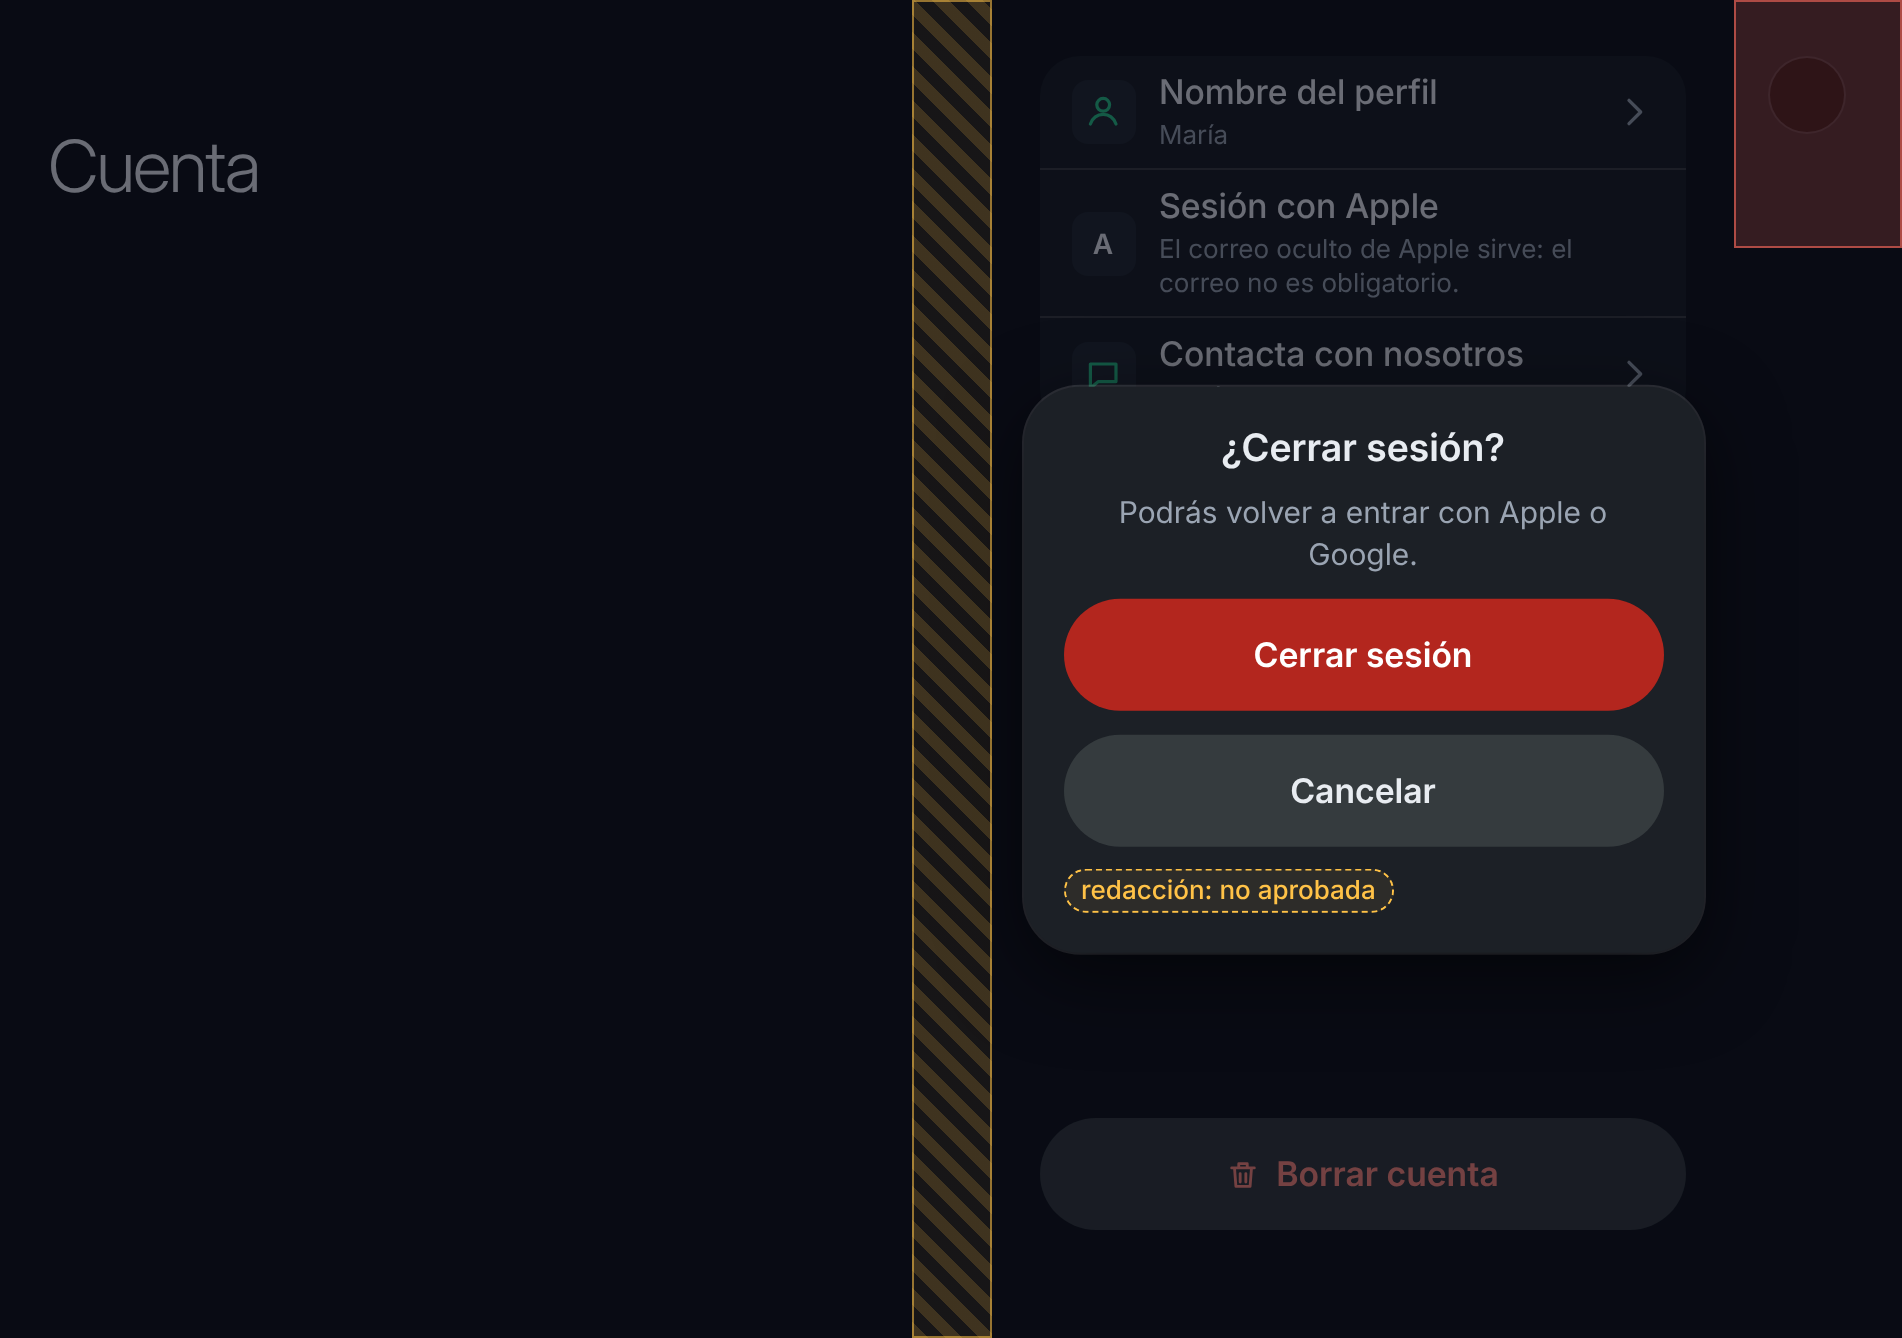 Cuenta
Nombre del perfil
María
A
Sesión con Apple
El correo oculto de Apple sirve: el
correo no es obligatorio.
Contacta con nosotros
¿Cerrar sesión?
Podrás volver a entrar con Apple o
Google.
Cerrar sesión
Cancelar
redacción: no aprobada
Borrar cuenta